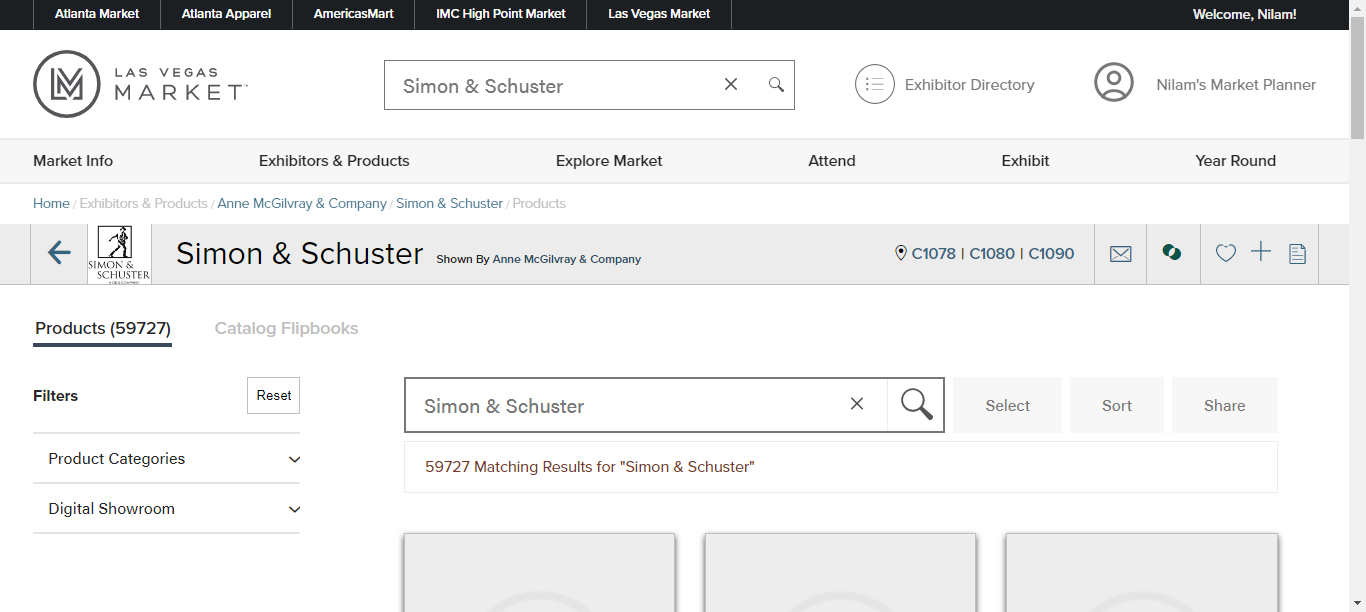 Atlanta Market Atlanta Apparel AmericasMart IMC High Point Market Las Vegas Market Welcome, Nilam!
LAS VEGAS
MARKET
Simon & Schuster
Exhibitor Directory
Nilam's Market Planner
Market Info Exhibitors & Products Explore Market Attend Exhibit Year Round
Home / Exhibitors & Products / Anne McGilvray & Company / Simon & Schuster / Products
SIMON &
SCHUSTER
Simon & Schuster Shown By Anne McGilvray & Company C1078 | C1080 | C1090
Products (59727) Catalog Flipbooks
Filters Reset
Simon & Schuster Select Sort Share
Product Categories
59727 Matching Results for "Simon & Schuster"
Digital Showroom